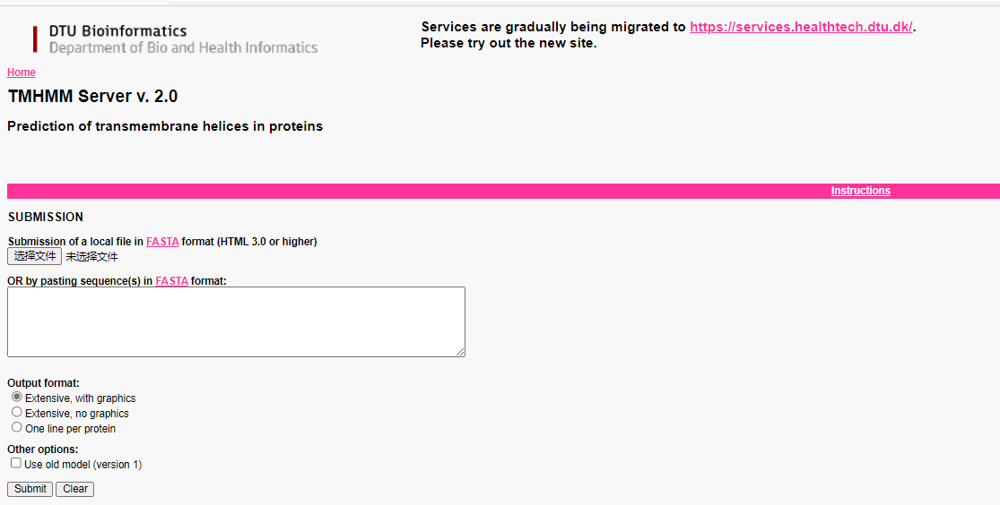 DTU Bioinformatics
Department of Bio and Health Informatics
Services are gradually being migrated to https://services.healthtech.dtu.dk/.
Please try out the new site.
Home
TMHMM Server v. 2.0
Prediction of transmembrane helices in proteins
Instructions
SUBMISSION
Submission of a local file in FASTA format (HTML 3.0 or higher)
选择文件 未选择文件
OR by pasting sequence(s) in FASTA format:
Output format:
Extensive, with graphics
Extensive, no graphics
One line per protein
Other options:
Use old model (version 1)
Submit Clear